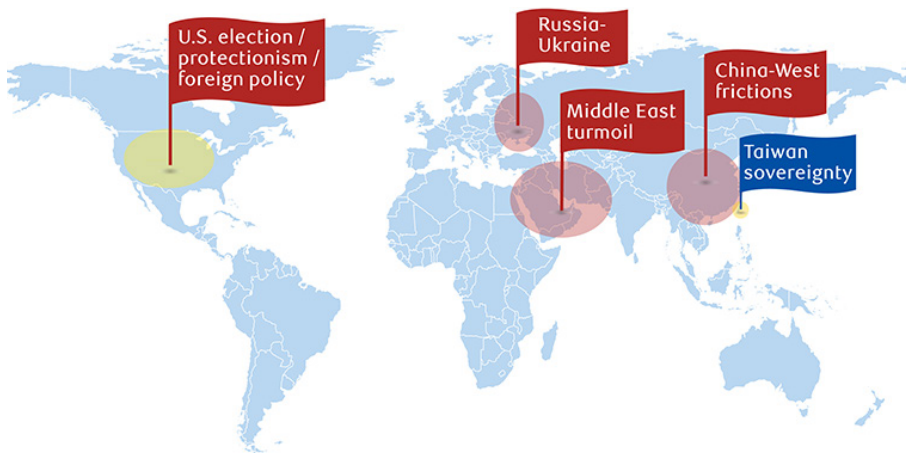 U.S. election /
protectionism /
foreign policy
Russia-
Ukraine
Middle East
turmoil
China-West
frictions
Taiwan
sovereignty